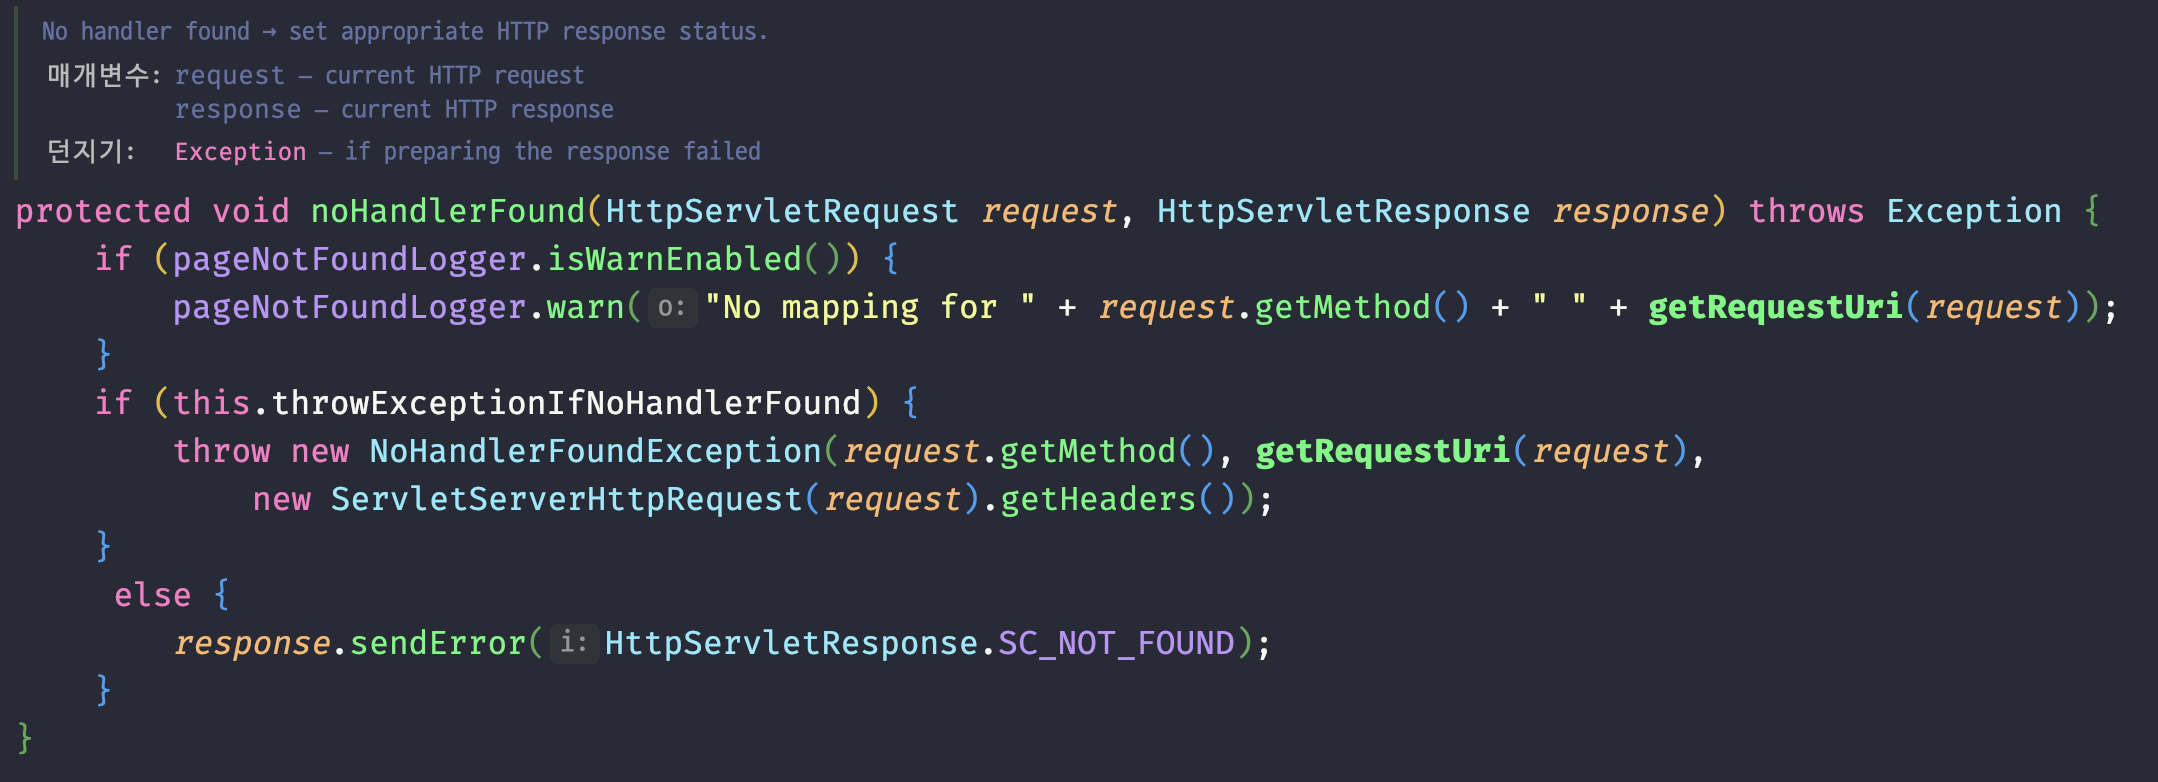 No handler found → set appropriate HTTP response status.
매개변수: request – current HTTP request
response – current HTTP response
던지기: Exception – if preparing the response failed
protected void noHandlerFound(HttpServletRequest request, HttpServletResponse response) throws Exception {
    if (pageNotFoundLogger.isWarnEnabled()) {
        pageNotFoundLogger.warn( o: "No mapping for " + request.getMethod() + " " + getRequestUri(request));
    }
    if (this.throwExceptionIfNoHandlerFound) {
        throw new NoHandlerFoundException(request.getMethod(), getRequestUri(request),
            new ServletServerHttpRequest(request).getHeaders());
    }
     else {
        response.sendError( i: HttpServletResponse.SC_NOT_FOUND);
    }
}